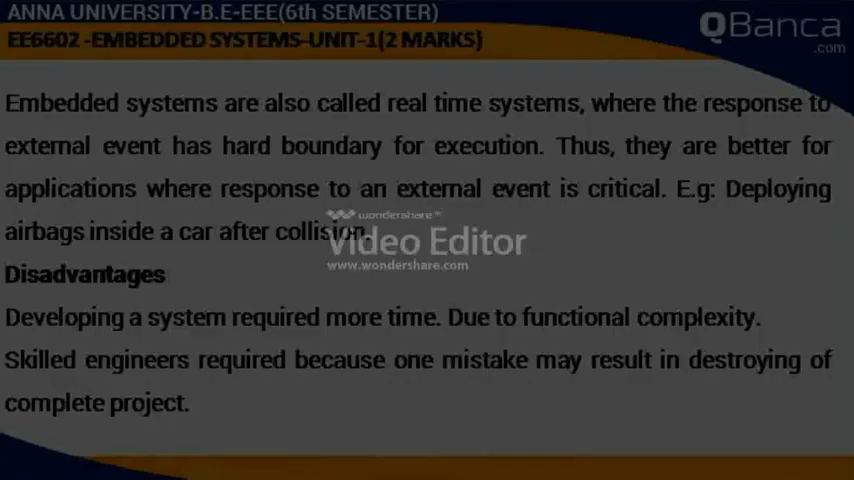 ANNA UNIVERSITY-B.E-EEE(6th SEMESTER)
EE6602 -EMBEDDED SYSTEMS-UNIT-1(2 MARKS)
QBanca
.com
Embedded systems are also called real time systems, where the response to
external event has hard boundary for execution. Thus, they are better for
applications where response to an external event is critical. E.g: Deploying
airbags inside a car after collision.
wondershare™
Video Editor
www.wondershare.com
Disadvantages
Developing a system required more time. Due to functional complexity.
Skilled engineers required because one mistake may result in destroying of
complete project.